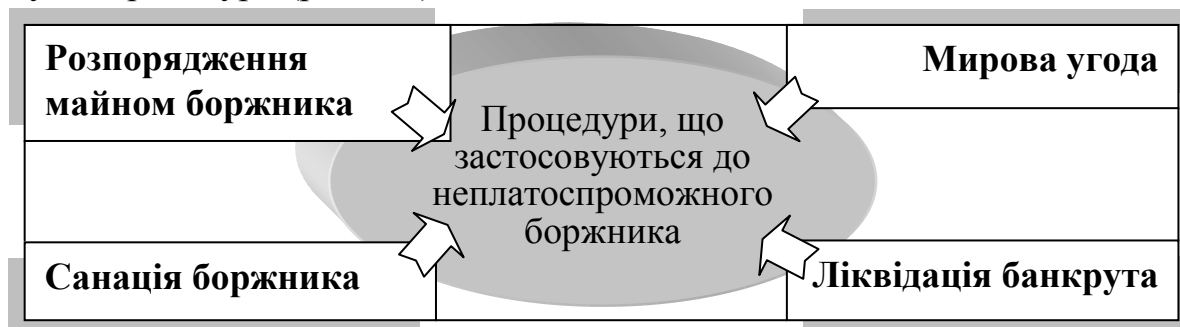 Розпорядження
майном боржника
Мирова угода
Процедури, що
застосовуються до
неплатоспроможного
боржника
Санація боржника
Ліквідація банкрута